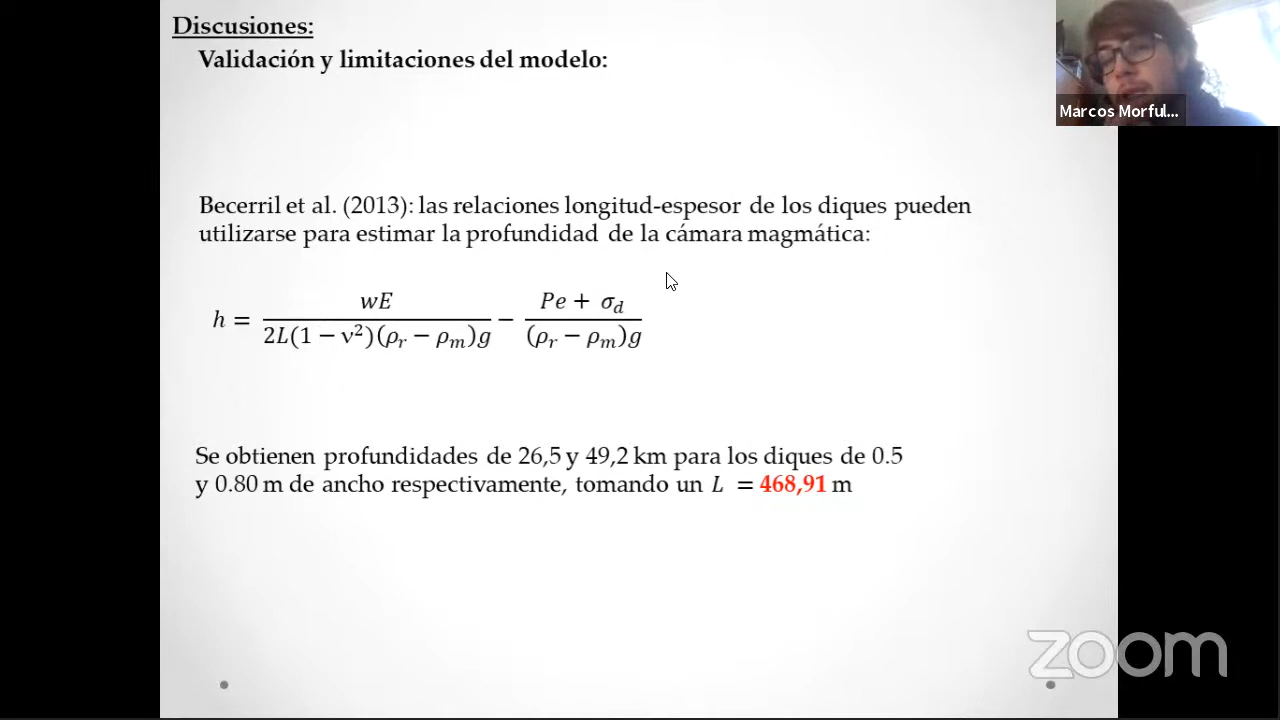 Discusiones:
Validación y limitaciones del modelo:
Marcos Morful...
Becerril et al. (2013): las relaciones longitud-espesor de los diques pueden
utilizarse para estimar la profundidad de la cámara magmática:
h = wE / 2L(1 − ν²)(ρᵣ − ρₘ)g − Pe + σ_d / (ρᵣ − ρₘ)g
Se obtienen profundidades de 26,5 y 49,2 km para los diques de 0.5
y 0.80 m de ancho respectivamente, tomando un L = 468,91 m
zoom